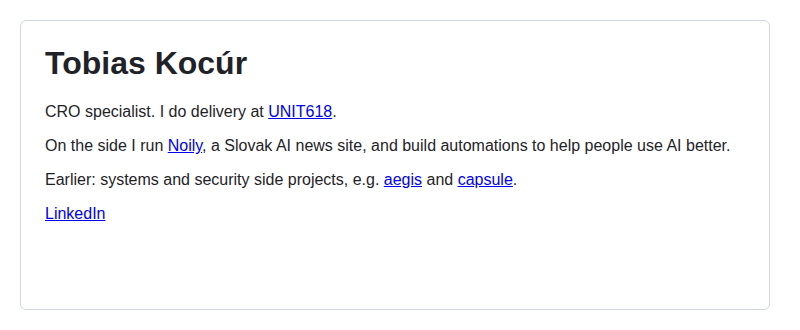 Tobias Kocúr
CRO specialist. I do delivery at UNIT618.
On the side I run Noily, a Slovak AI news site, and build automations to help people use AI better.
Earlier: systems and security side projects, e.g. aegis and capsule.
LinkedIn